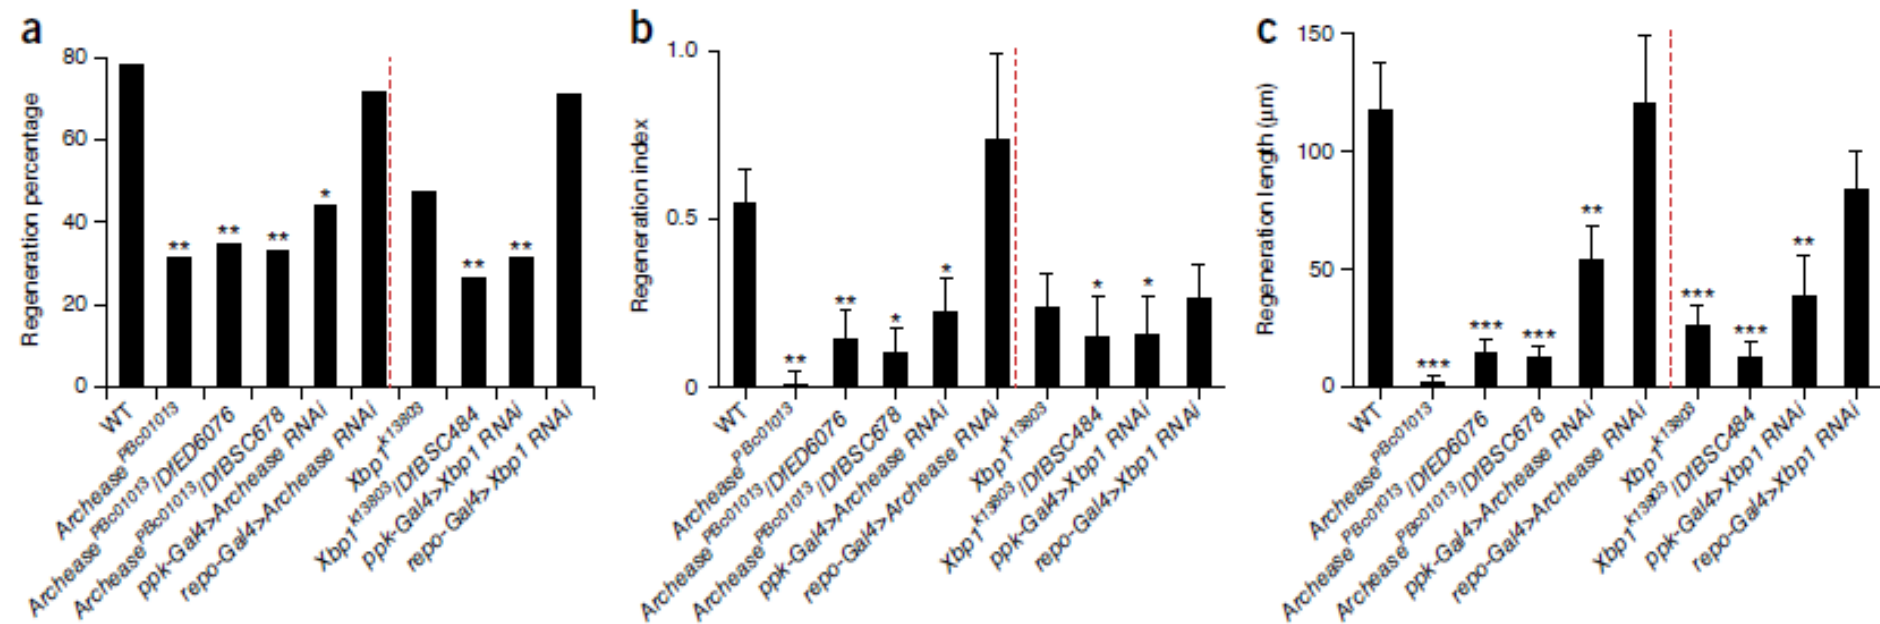 a
Regeneration percentage
80
60
40
20
0
**
**
**
*
**
**
WT
Archease^PBc01013
Archease^PBc01013/DfED6076
Archease^PBc01013/DfBSC678
ppk-Gal4>Archease RNAi
repo-Gal4>Archease RNAi
Xbp1^k13803
Xbp1^k13803/DfBSC484
ppk-Gal4>Xbp1 RNAi
repo-Gal4>Xbp1 RNAi
b
Regeneration index
1.0
0.5
0
**
**
*
*
*
*
WT
Archease^PBc01013
Archease^PBc01013/DfED6076
Archease^PBc01013/DfBSC678
ppk-Gal4>Archease RNAi
repo-Gal4>Archease RNAi
Xbp1^k13803
Xbp1^k13803/DfBSC484
ppk-Gal4>Xbp1 RNAi
repo-Gal4>Xbp1 RNAi
c
Regeneration length (µm)
150
100
50
0
***
***
***
**
***
***
**
WT
Archease^PBc01013
Archease^PBc01013/DfED6076
Archease^PBc01013/DfBSC678
ppk-Gal4>Archease RNAi
repo-Gal4>Archease RNAi
Xbp1^k13803
Xbp1^k13803/DfBSC484
ppk-Gal4>Xbp1 RNAi
repo-Gal4>Xbp1 RNAi